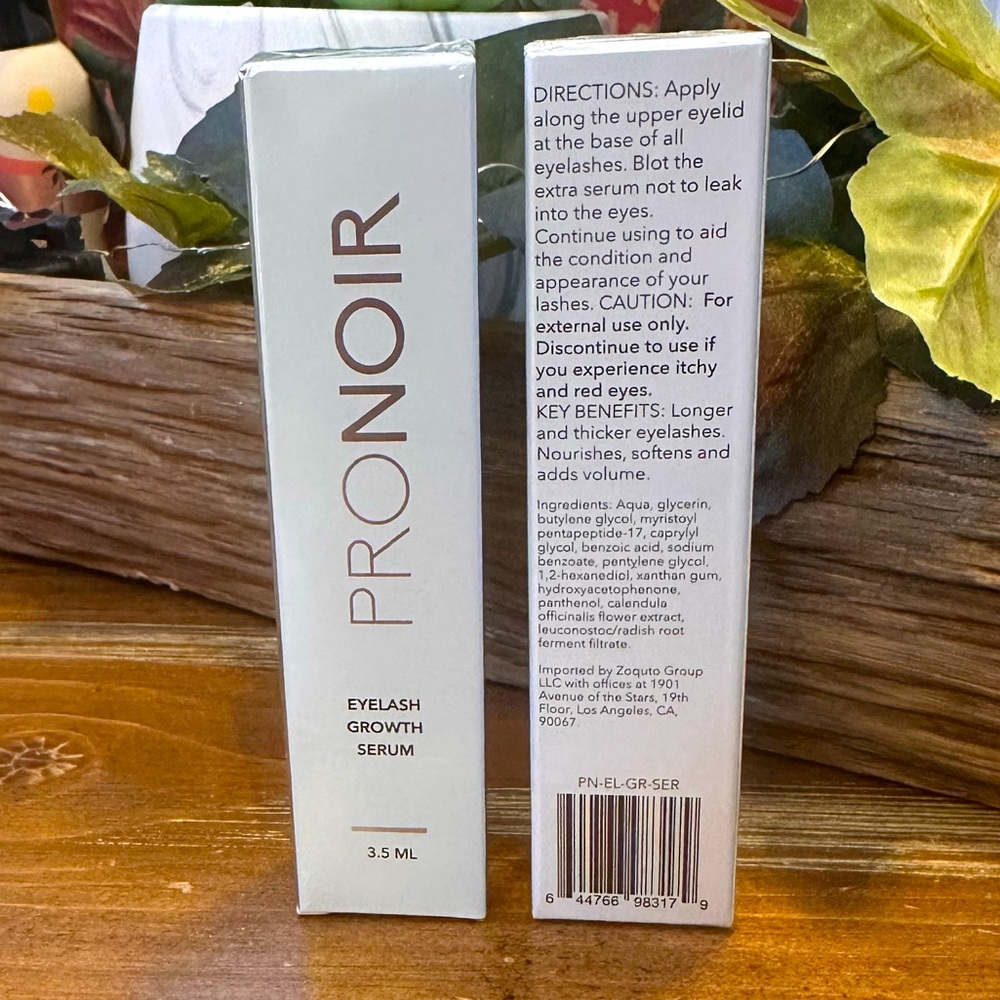 PRONOIR
EYELASH
GROWTH
SERUM
3.5 ML
DIRECTIONS: Apply
along the upper eyelid
at the base of all
eyelashes. Blot the
extra serum not to leak
into the eyes.
Continue using to aid
the condition and
appearance of your
lashes. CAUTION: For
external use only.
Discontinue to use if
you experience itchy
and red eyes.
KEY BENEFITS: Longer
and thicker eyelashes.
Nourishes, softens and
adds volume.
Ingredients: Aqua, glycerin,
butylene glycol, myristoyl
pentapeptide-17, caprylyl
glycol, benzoic acid, sodium
benzoate, pentylene glycol,
1,2-hexanediol, xanthan gum,
hydroxyacetophenone,
panthenol, calendula
officinalis flower extract,
leuconostoc/radish root
ferment filtrate.
Imported by Zoquto Group
LLC with offices at 1901
Avenue of the Stars, 19th
Floor, Los Angeles, CA,
90067
PN-EL-GR-SER
6 44766 98317 9